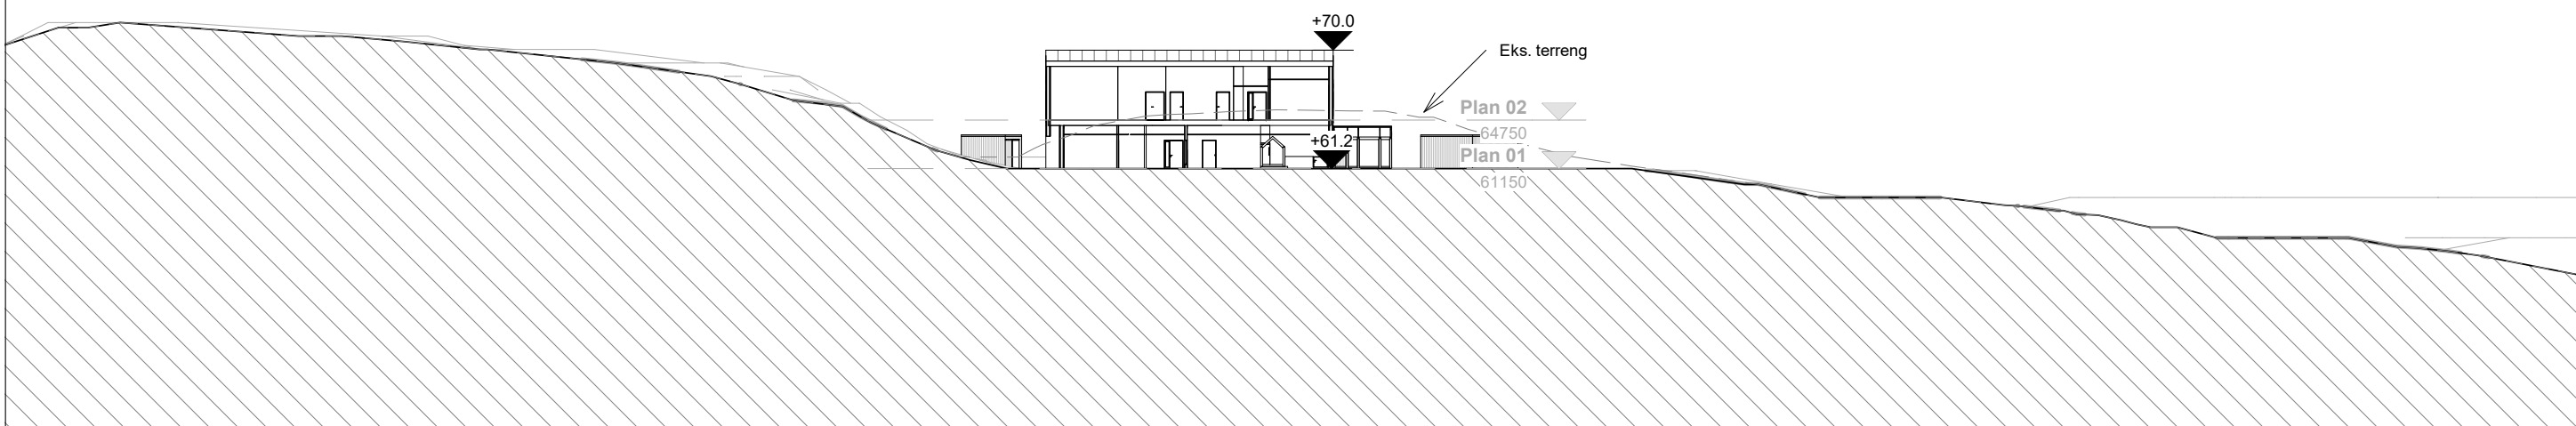 +70.0
Eks. terreng
Plan 02
64750
+61.2
Plan 01
61150